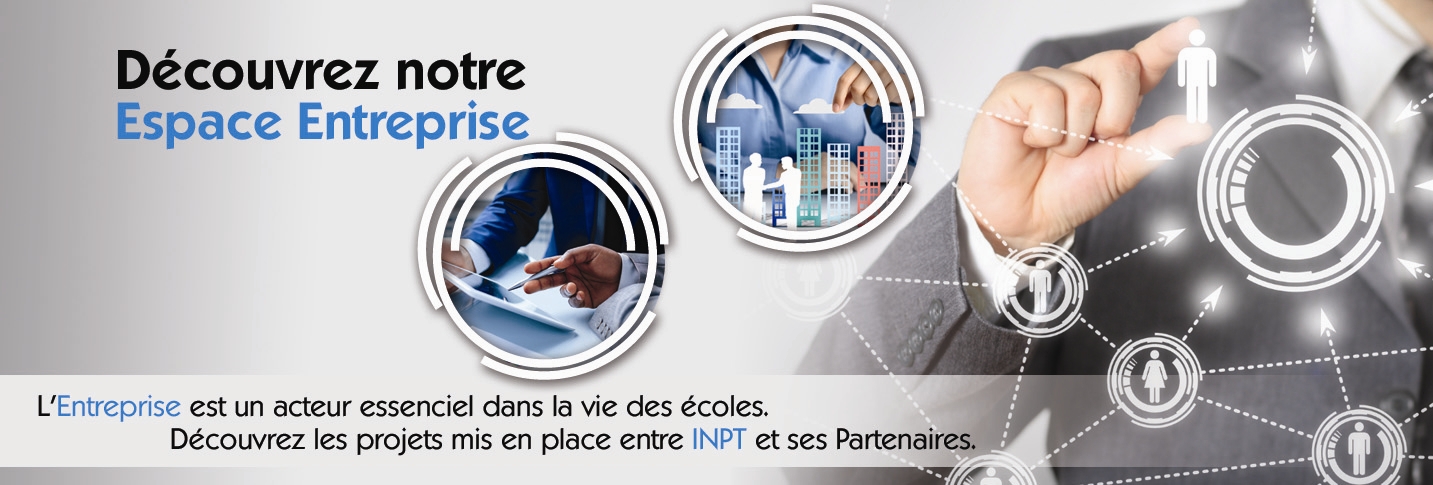 Découvrez notre
Espace Entreprise
L'Entreprise est un acteur essenciel dans la vie des écoles.
Découvrez les projets mis en place entre INPT et ses Partenaires.